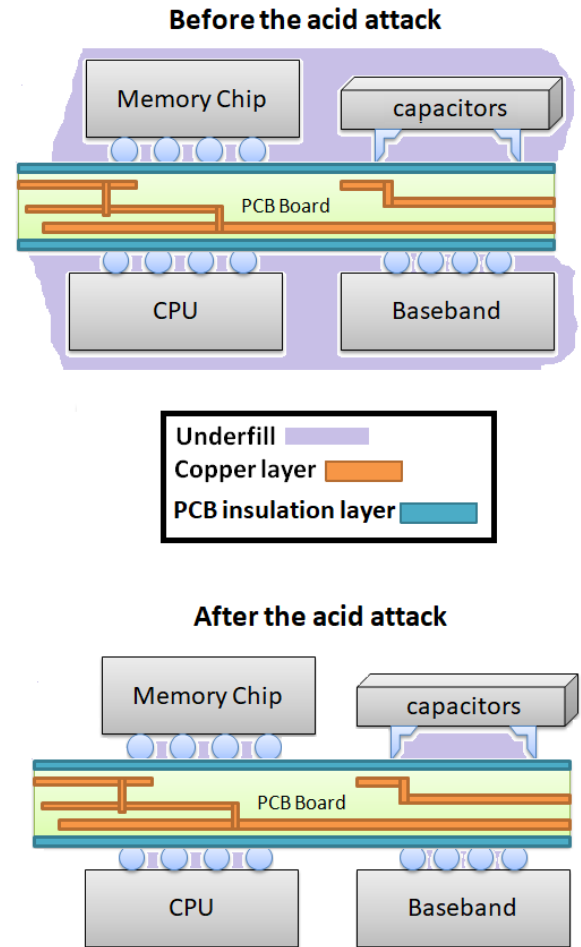 Before the acid attack
Memory Chip
capacitors
PCB Board
CPU
Baseband
Underfill
Copper layer
PCB insulation layer
After the acid attack
Memory Chip
capacitors
PCB Board
CPU
Baseband